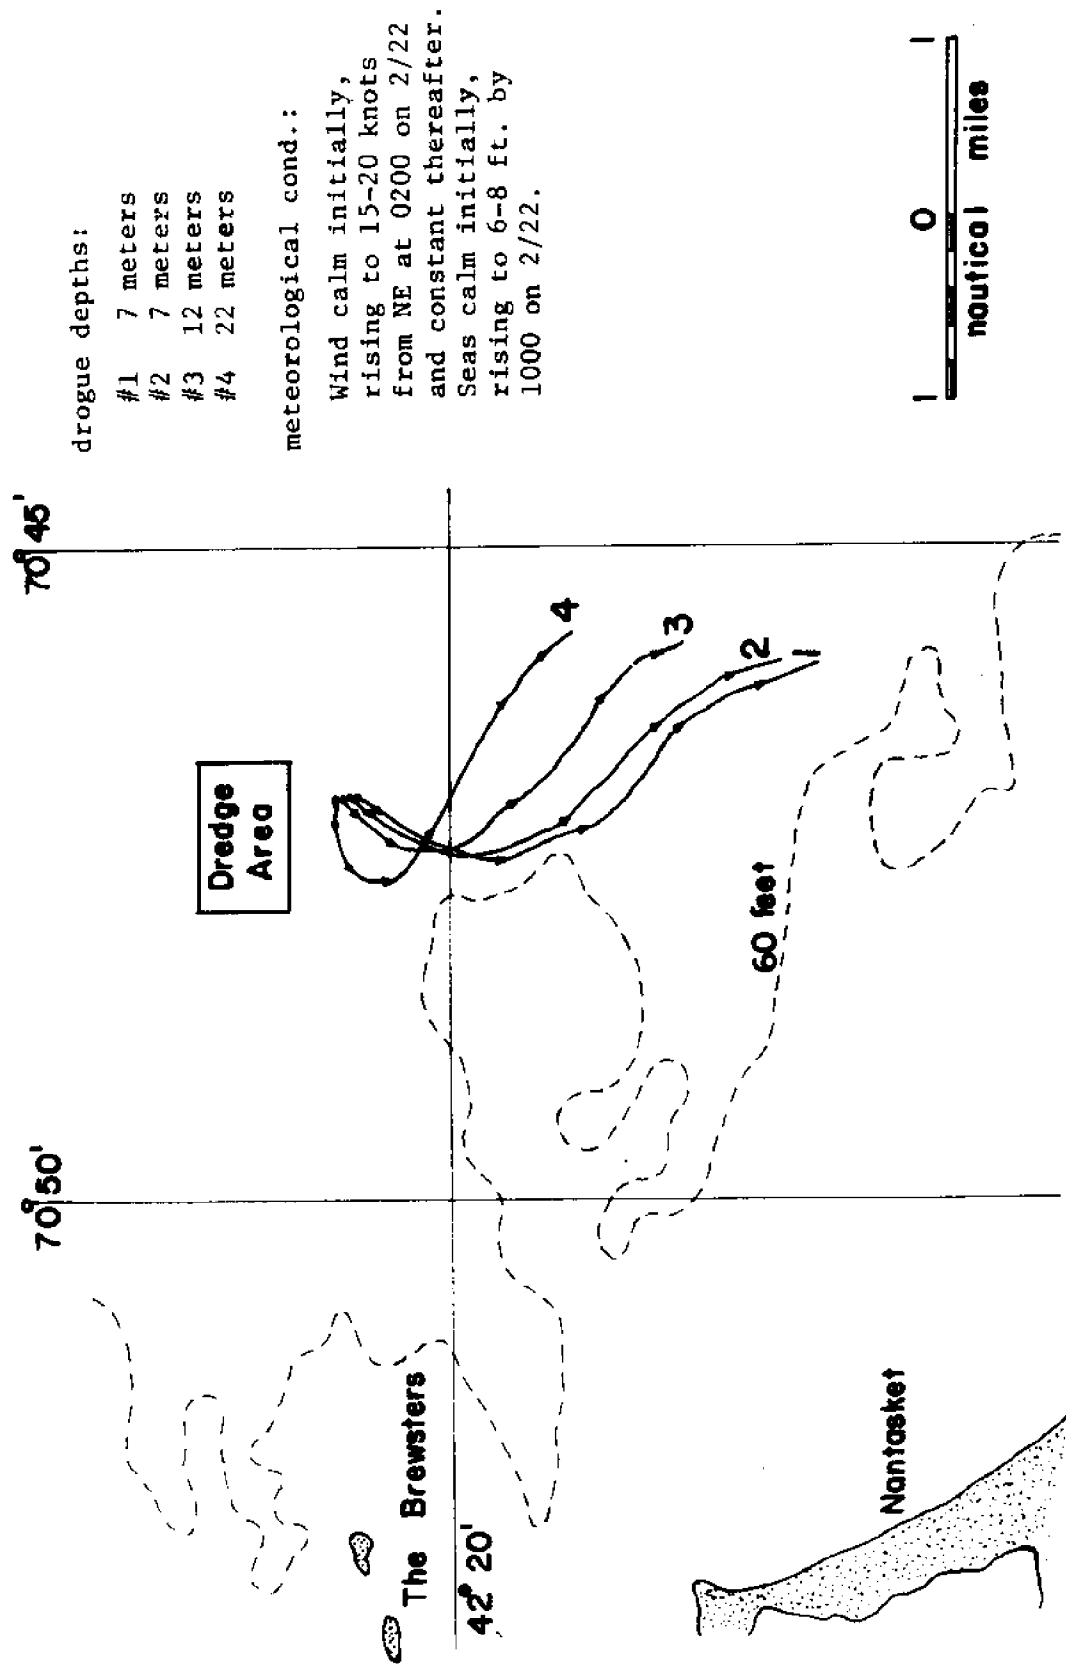 drogue depths:
#1 7 meters
#2 7 meters
#3 12 meters
#4 22 meters
meteorological cond.:
Wind calm initially,
rising to 15-20 knots
from NE at 0200 on 2/22
and constant thereafter.
Seas calm initially,
rising to 6-8 ft. by
1000 on 2/22.
70° 50'
70° 45'
Dredge
Area
4
3
2
1
60 feet
The Brewsters
42° 20'
Nantasket
1 0 1
nautical miles